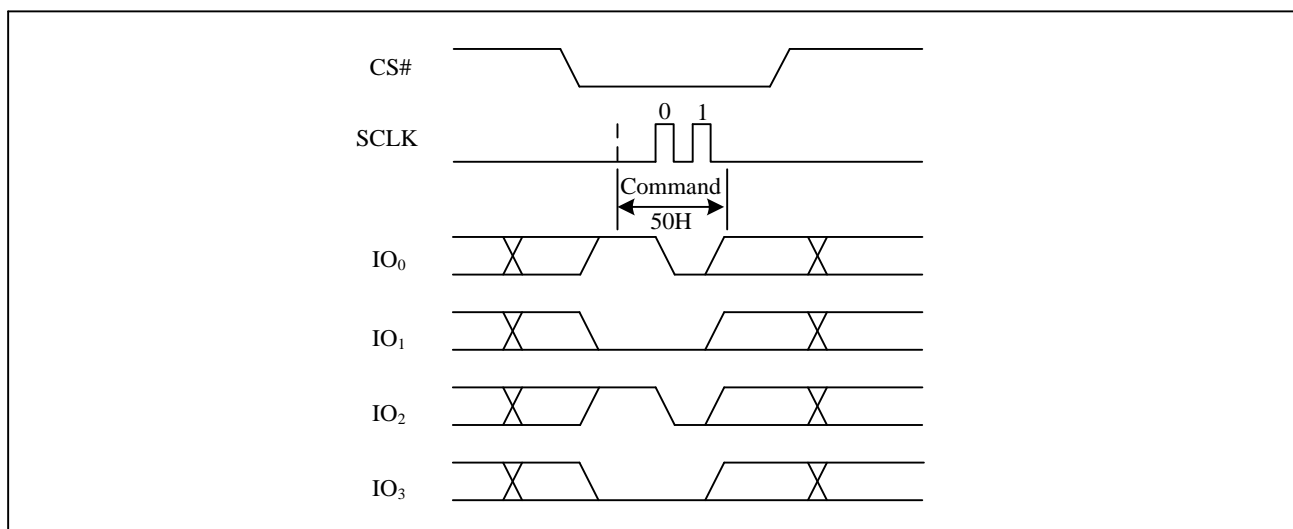 CS#
0 1
SCLK
Command
50H
IO₀
IO₁
IO₂
IO₃